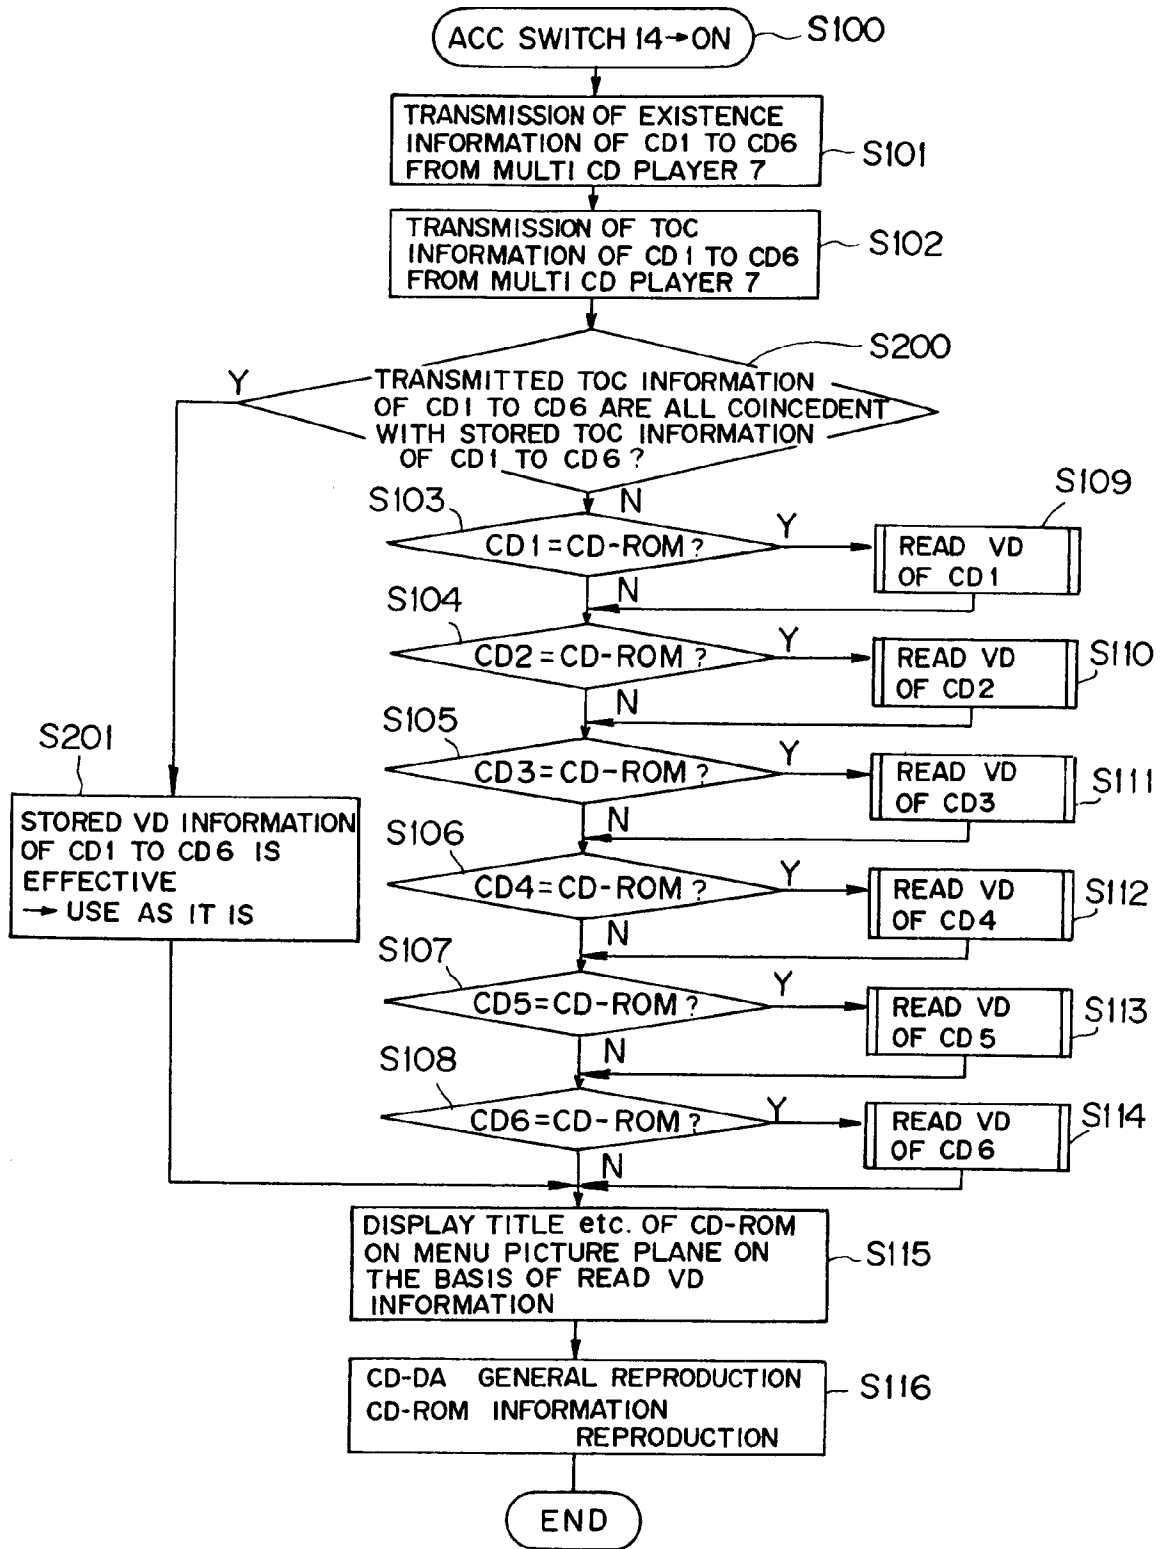 ACC SWITCH 14→ON
S100
TRANSMISSION OF EXISTENCE
INFORMATION OF CD1 TO CD6
FROM MULTI CD PLAYER 7
S101
TRANSMISSION OF TOC
INFORMATION OF CD1 TO CD6
FROM MULTI CD PLAYER 7
S102
S200
Y
TRANSMITTED TOC INFORMATION
OF CD1 TO CD6 ARE ALL COINCEDENT
WITH STORED TOC INFORMATION
OF CD1 TO CD6?
N
S103
CD1=CD-ROM?
Y
S109
READ VD
OF CD1
N
S104
CD2=CD-ROM?
Y
READ VD
OF CD2
S110
N
S105
CD3=CD-ROM?
Y
READ VD
OF CD3
S111
N
S201
STORED VD INFORMATION
OF CD1 TO CD6 IS
EFFECTIVE
→ USE AS IT IS
S106
CD4=CD-ROM?
Y
READ VD
OF CD4
S112
N
S107
CD5=CD-ROM?
Y
READ VD
OF CD5
S113
N
S108
CD6=CD-ROM?
Y
READ VD
OF CD6
S114
N
DISPLAY TITLE etc. OF CD-ROM
ON MENU PICTURE PLANE ON
THE BASIS OF READ VD
INFORMATION
S115
CD-DA GENERAL REPRODUCTION
CD-ROM INFORMATION
REPRODUCTION
S116
END